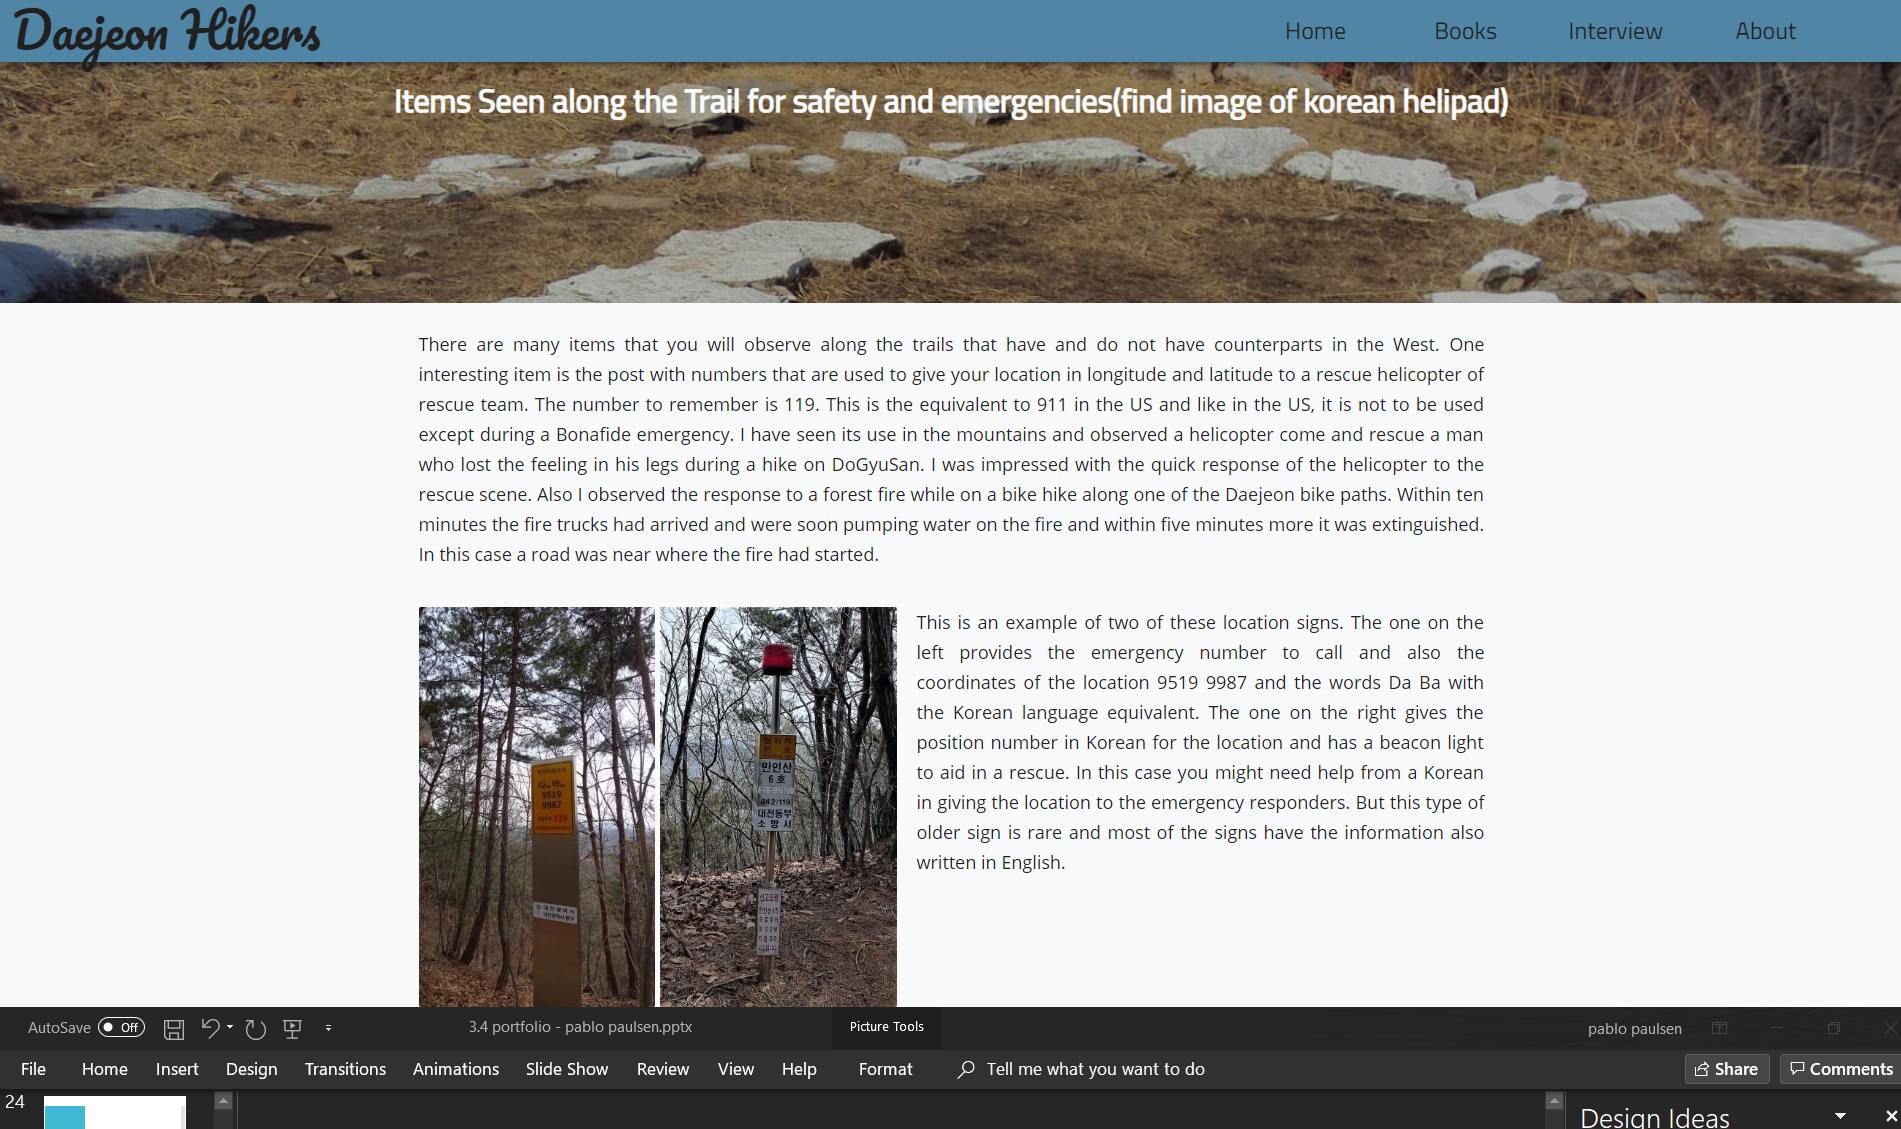 Daejeon Hikers
Home Books Interview About
Items Seen along the Trail for safety and emergencies(find image of korean helipad)
There are many items that you will observe along the trails that have and do not have counterparts in the West. One
interesting item is the post with numbers that are used to give your location in longitude and latitude to a rescue helicopter of
rescue team. The number to remember is 119. This is the equivalent to 911 in the US and like in the US, it is not to be used
except during a Bonafide emergency. I have seen its use in the mountains and observed a helicopter come and rescue a man
who lost the feeling in his legs during a hike on DoGyuSan. I was impressed with the quick response of the helicopter to the
rescue scene. Also I observed the response to a forest fire while on a bike hike along one of the Daejeon bike paths. Within ten
minutes the fire trucks had arrived and were soon pumping water on the fire and within five minutes more it was extinguished.
In this case a road was near where the fire had started.
다 바
9519
9987
119
만인산
6 호
042/119
대전동부
소 방 서
신고요령
This is an example of two of these location signs. The one on the
left provides the emergency number to call and also the
coordinates of the location 9519 9987 and the words Da Ba with
the Korean language equivalent. The one on the right gives the
position number in Korean for the location and has a beacon light
to aid in a rescue. In this case you might need help from a Korean
in giving the location to the emergency responders. But this type of
older sign is rare and most of the signs have the information also
written in English.
AutoSave Off 3.4 portfolio - pablo paulsen.pptx Picture Tools pablo paulsen
File Home Insert Design Transitions Animations Slide Show Review View Help Format Tell me what you want to do Share Comments
24
Design Ideas